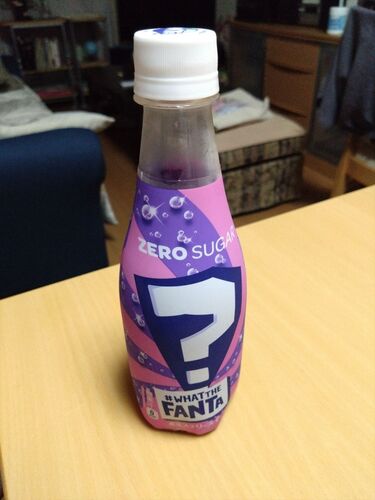 ZERO SUGAR
?
#WHATTHE
FANTA